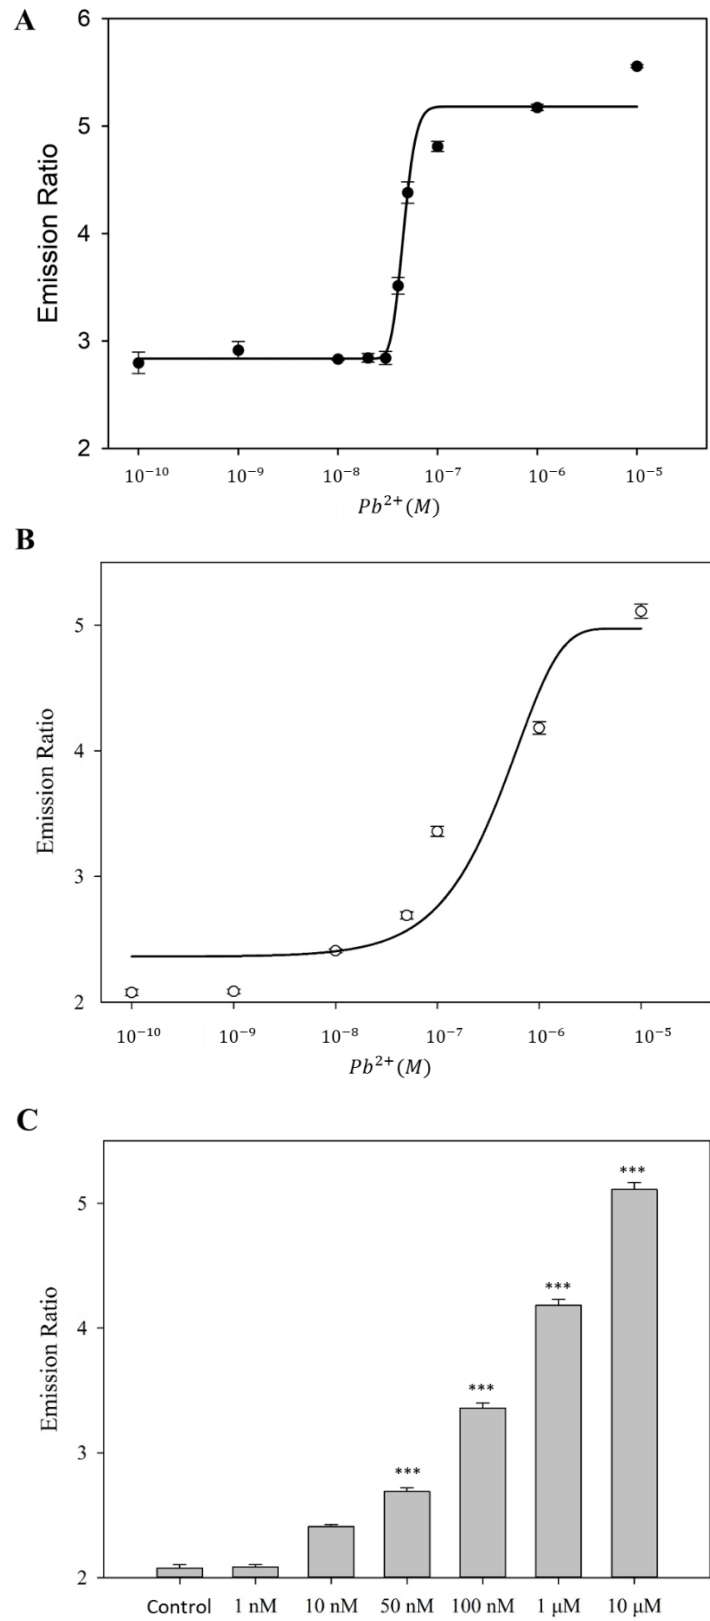 A
6
5
4
3
2
Emission Ratio
10⁻¹⁰ 10⁻⁹ 10⁻⁸ 10⁻⁷ 10⁻⁶ 10⁻⁵
Pb²⁺(M)
B
5
4
3
2
Emission Ratio
10⁻¹⁰ 10⁻⁹ 10⁻⁸ 10⁻⁷ 10⁻⁶ 10⁻⁵
Pb²⁺(M)
C
5
4
3
2
Emission Ratio
***
***
***
***
Control 1 nM 10 nM 50 nM 100 nM 1 µM 10 µM